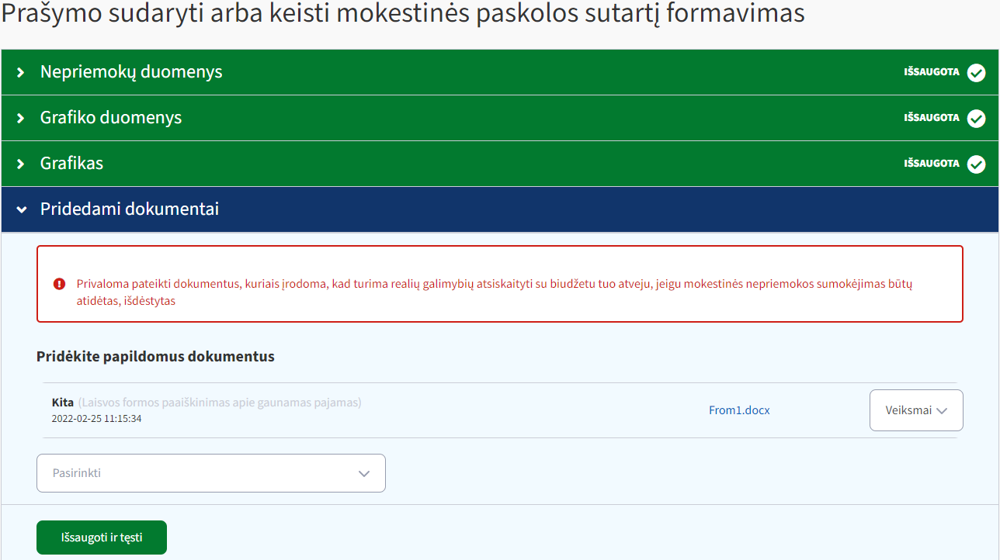 Prašymo sudaryti arba keisti mokestinės paskolos sutartį formavimas
Nepriemokų duomenys
IŠSAUGOTA
Grafiko duomenys
IŠSAUGOTA
Grafikas
IŠSAUGOTA
Pridedami dokumentai
Privaloma pateikti dokumentus, kuriais įrodoma, kad turima realių galimybių atsiskaityti su biudžetu tuo atveju, jeigu mokestinės nepriemokos sumokėjimas būtų
atidėtas, išdėstytas
Pridėkite papildomus dokumentus
Kita (Laisvos formos paaiškinimas apie gaunamas pajamas)
2022-02-25 11:15:34
From1.docx
Veiksmai
Pasirinkti
Išsaugoti ir tęsti